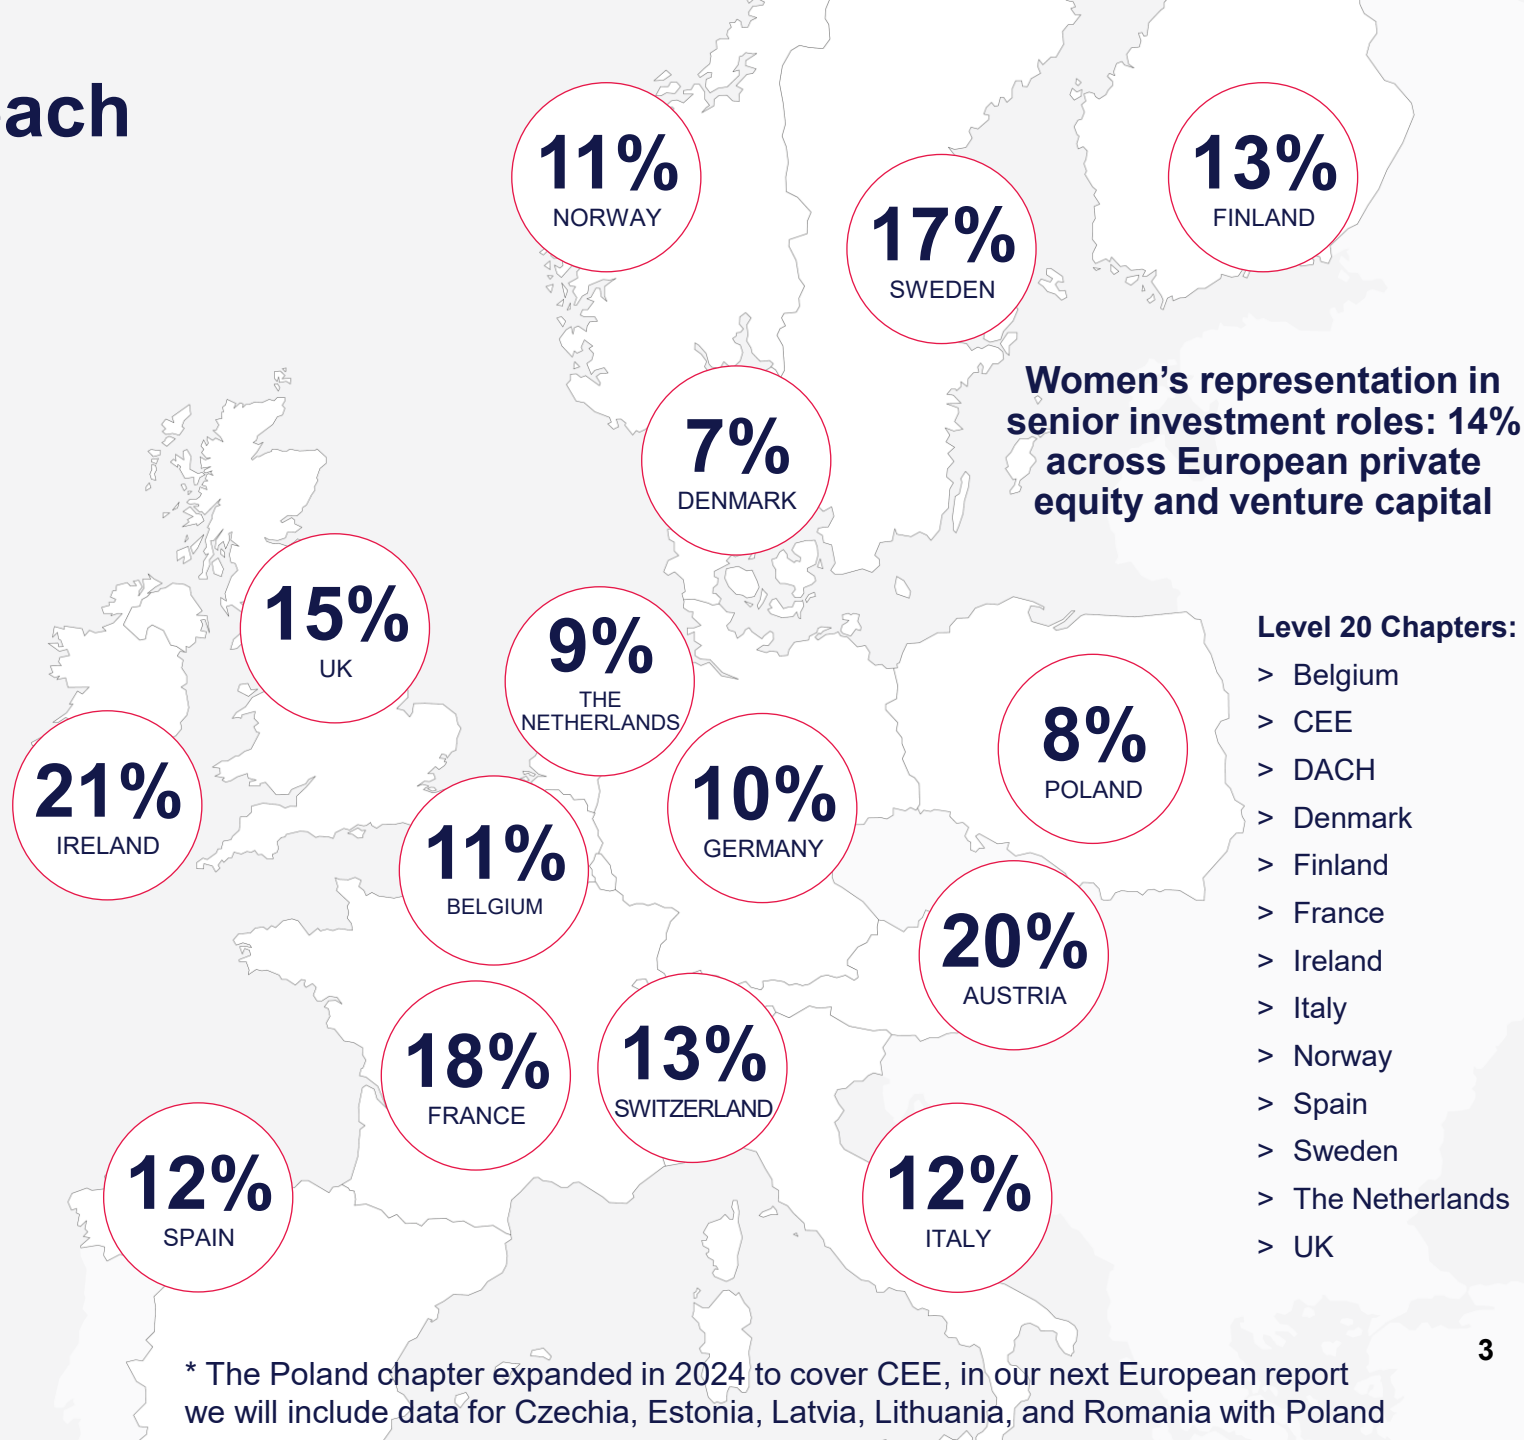 ach
11%
NORWAY
13%
FINLAND
17%
SWEDEN
Women's representation in
senior investment roles: 14%
across European private
equity and venture capital
7%
DENMARK
15%
UK
9%
THE
NETHERLANDS
8%
POLAND
21%
IRELAND
10%
GERMANY
11%
BELGIUM
20%
AUSTRIA
18%
FRANCE
13%
SWITZERLAND
12%
SPAIN
12%
ITALY
Level 20 Chapters:
> Belgium
> CEE
> DACH
> Denmark
> Finland
> France
> Ireland
> Italy
> Norway
> Spain
> Sweden
> The Netherlands
> UK
* The Poland chapter expanded in 2024 to cover CEE, in our next European report
we will include data for Czechia, Estonia, Latvia, Lithuania, and Romania with Poland
3